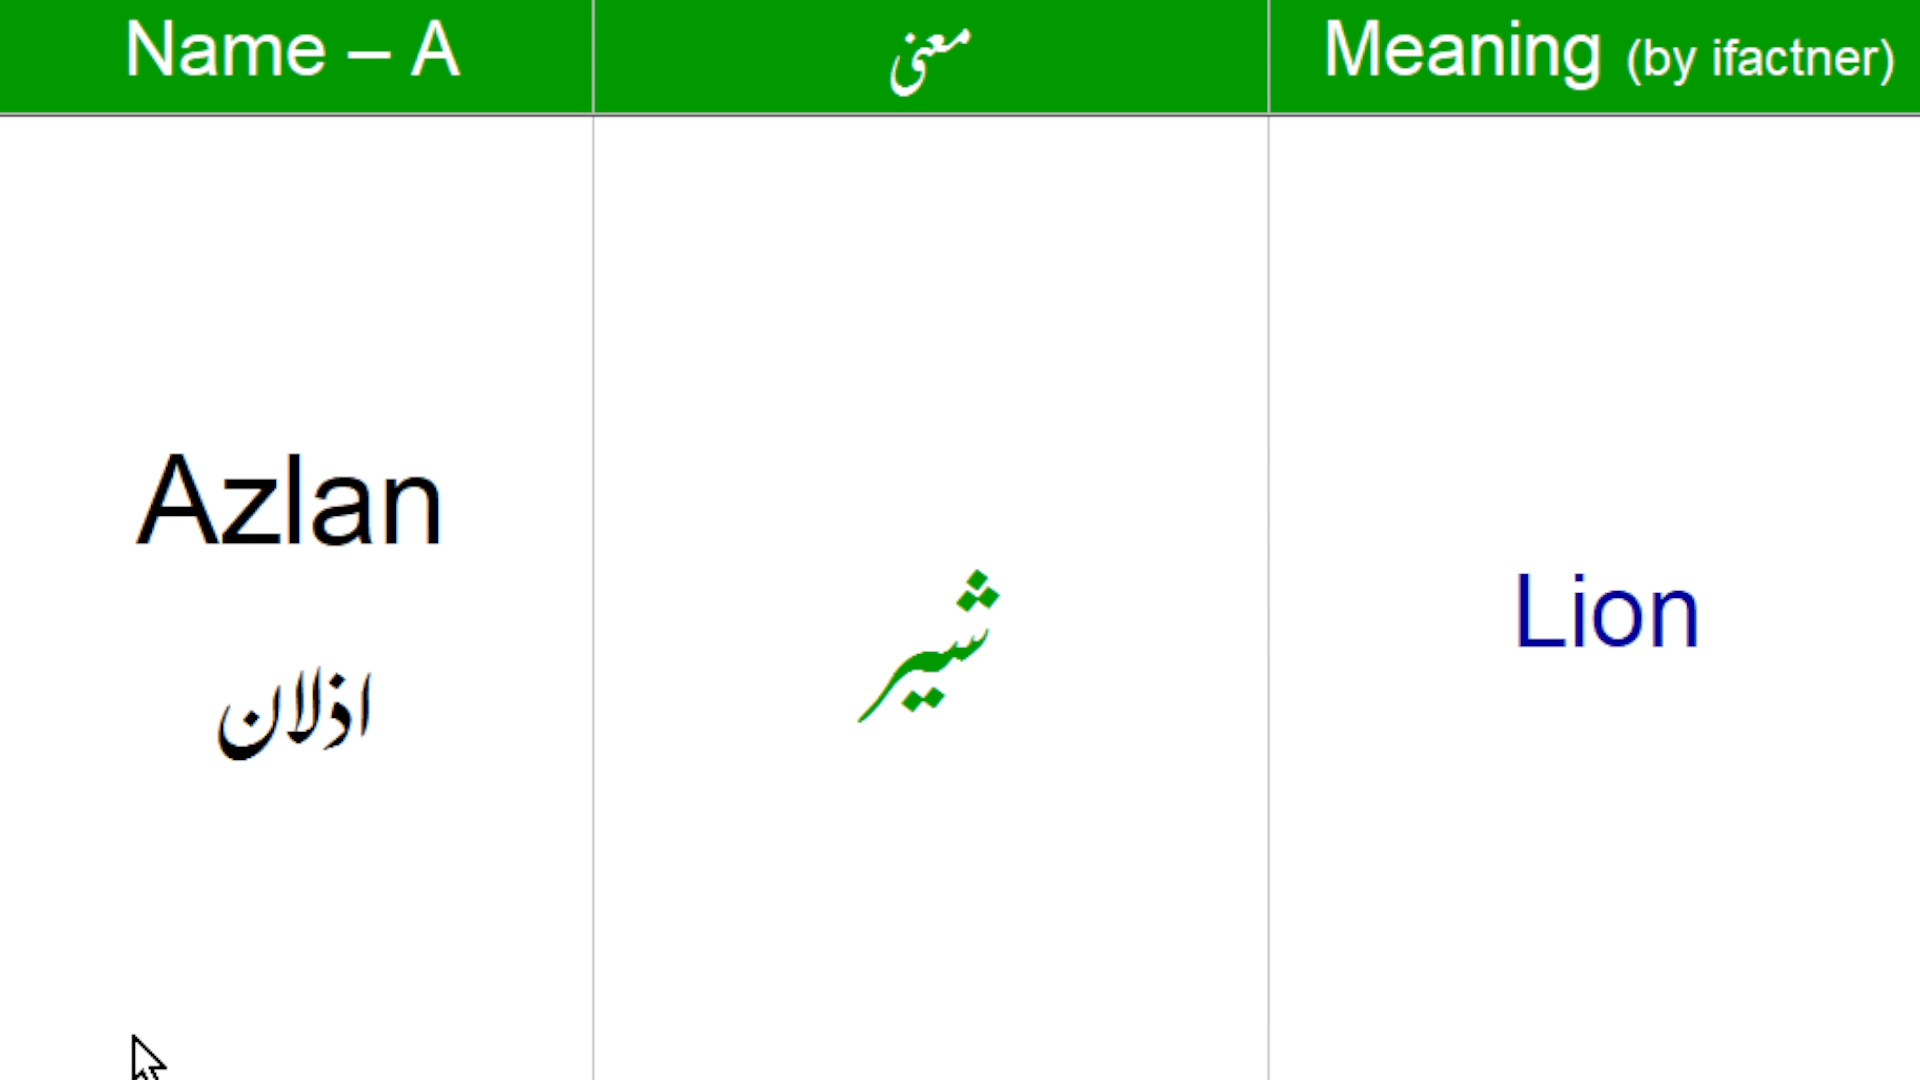 Name – A
معنی
Meaning (by ifactner)
Azlan
اذلان
شیر
Lion